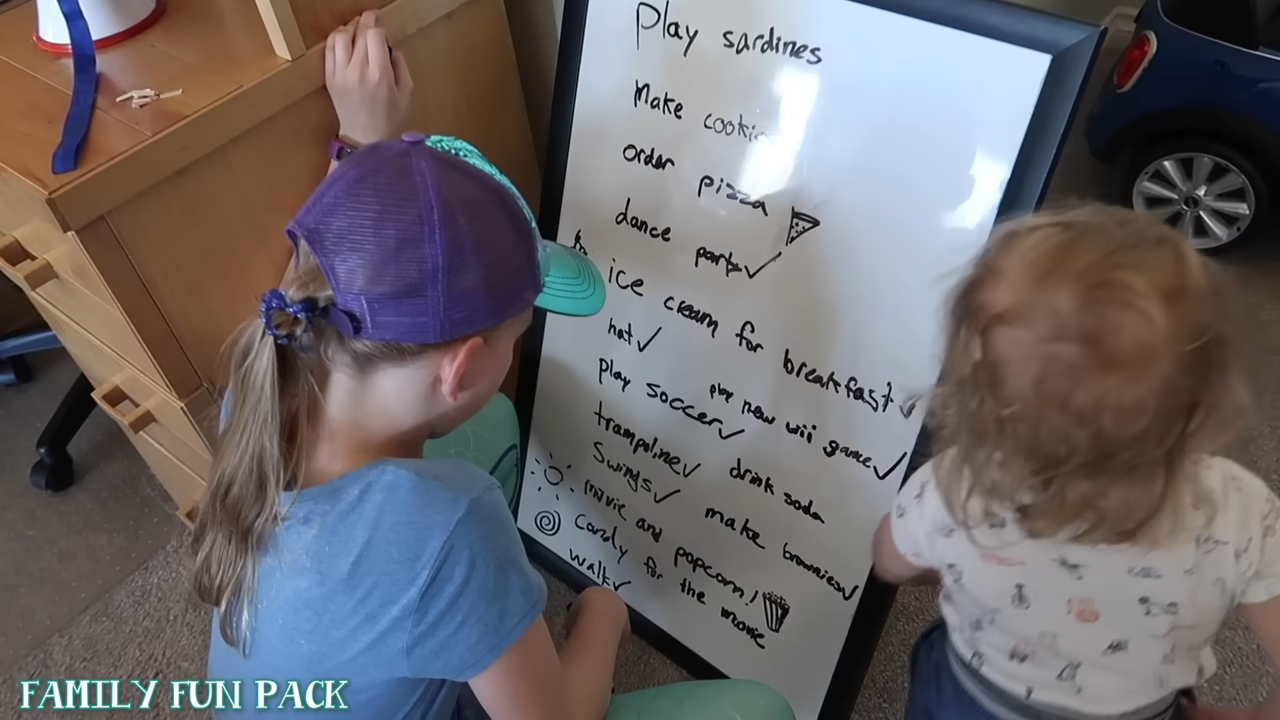 Play sardines
Make cookie
order pizza
dance party ✓
ice cream for breakfast ✓
hat ✓
play soccer ✓
play new wii game ✓
trampoline ✓
drink soda
Swings ✓
make brownies ✓
movie and popcorn!
Candy for the movie
walk ✓
FAMILY FUN PACK